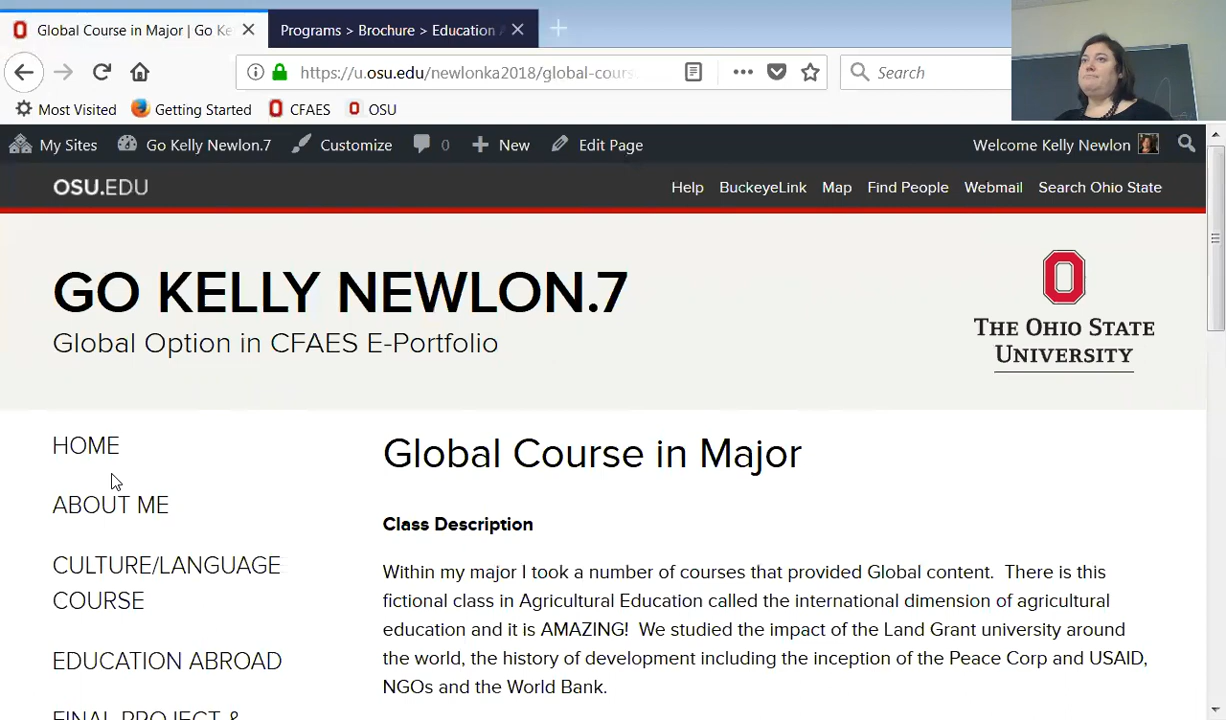 Global Course in Major | Go Ke
Programs > Brochure > Education A
https://u.osu.edu/newlonka2018/global-cours
Search
Most Visited
Getting Started
CFAES
OSU
My Sites
Go Kelly Newlon.7
Customize
0
New
Edit Page
Welcome Kelly Newlon
OSU.EDU
Help
BuckeyeLink
Map
Find People
Webmail
Search Ohio State
GO KELLY NEWLON.7
Global Option in CFAES E-Portfolio
THE OHIO STATE
UNIVERSITY
HOME
ABOUT ME
CULTURE/LANGUAGE
COURSE
EDUCATION ABROAD
FINAL PROJECT &
Global Course in Major
Class Description
Within my major I took a number of courses that provided Global content.  There is this
fictional class in Agricultural Education called the international dimension of agricultural
education and it is AMAZING!  We studied the impact of the Land Grant university around
the world, the history of development including the inception of the Peace Corp and USAID,
NGOs and the World Bank.